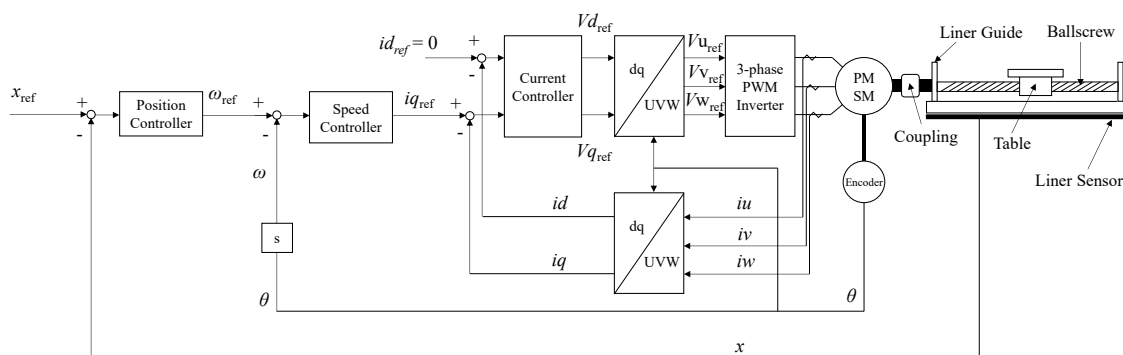 x_ref
+
-
Position
Controller
ω_ref
+
-
Speed
Controller
iq_ref
+
-
id_ref = 0
+
-
Current
Controller
Vd_ref
Vq_ref
dq
UVW
Vu_ref
Vv_ref
Vw_ref
3-phase
PWM
Inverter
PM
SM
Liner Guide
Ballscrew
Coupling
Table
Liner Sensor
Encoder
ω
s
θ
id
iq
dq
UVW
iu
iv
iw
θ
x